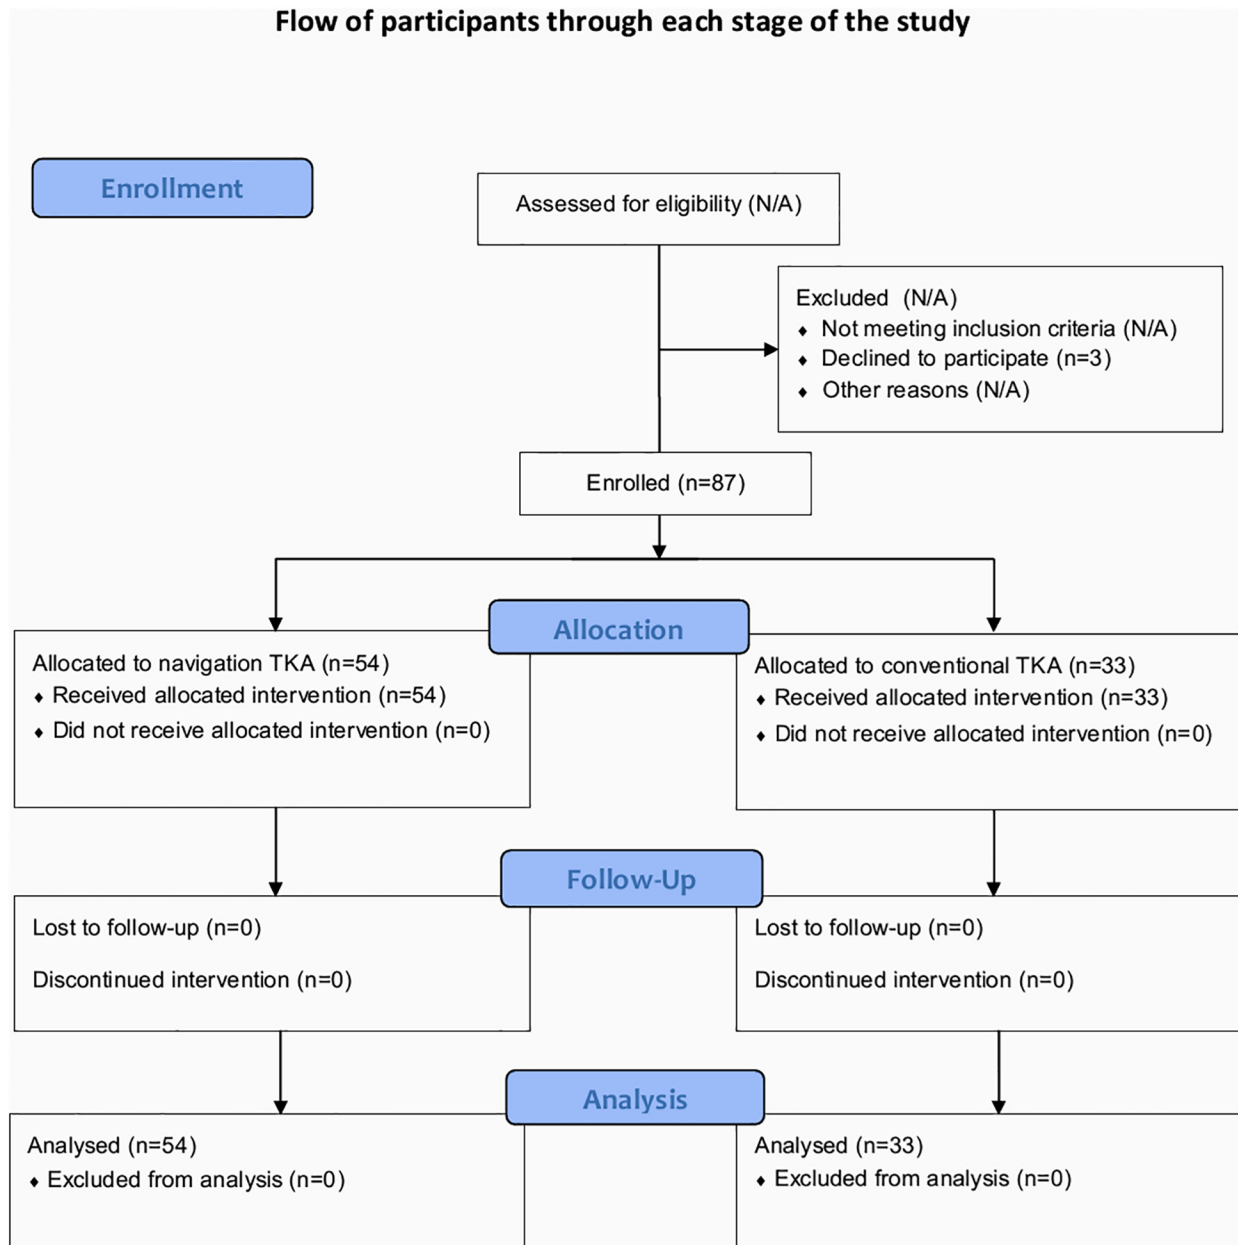 Flow of participants through each stage of the study
Enrollment
Assessed for eligibility (N/A)
Excluded (N/A)
♦ Not meeting inclusion criteria (N/A)
♦ Declined to participate (n=3)
♦ Other reasons (N/A)
Enrolled (n=87)
Allocation
Allocated to navigation TKA (n=54)
♦ Received allocated intervention (n=54)
♦ Did not receive allocated intervention (n=0)
Allocated to conventional TKA (n=33)
♦ Received allocated intervention (n=33)
♦ Did not receive allocated intervention (n=0)
Follow-Up
Lost to follow-up (n=0)
Discontinued intervention (n=0)
Lost to follow-up (n=0)
Discontinued intervention (n=0)
Analysis
Analysed (n=54)
♦ Excluded from analysis (n=0)
Analysed (n=33)
♦ Excluded from analysis (n=0)